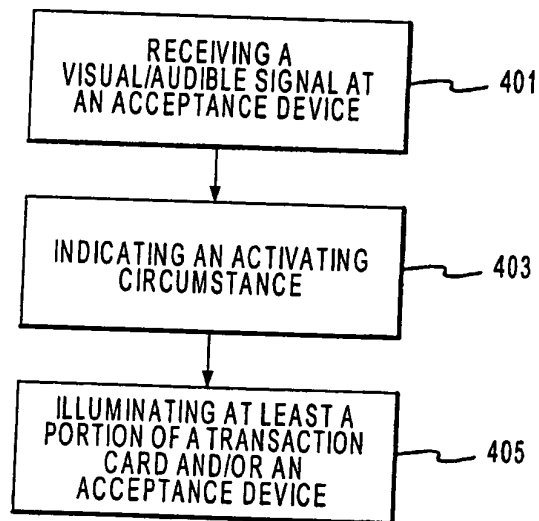 RECEIVING A
VISUAL/AUDIBLE SIGNAL AT
AN ACCEPTANCE DEVICE
401
INDICATING AN ACTIVATING
CIRCUMSTANCE
403
ILLUMINATING AT LEAST A
PORTION OF A TRANSACTION
CARD AND/OR AN
ACCEPTANCE DEVICE
405